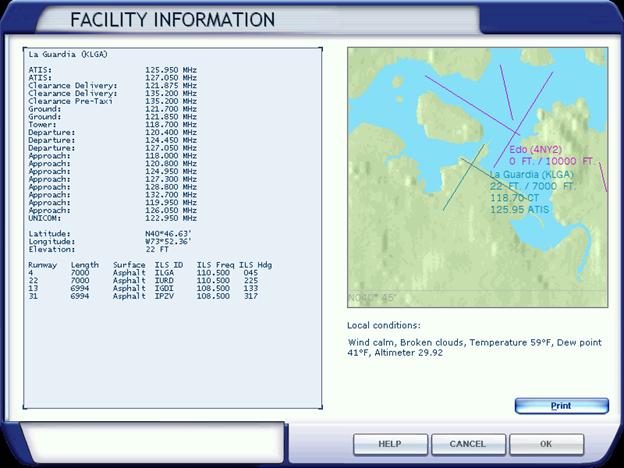 FACILITY INFORMATION
La Guardia (KLGA)
ATIS: 125.950 MHz
ATIS: 127.050 MHz
Clearance Delivery: 121.875 MHz
Clearance Delivery: 135.200 MHz
Clearance Pre-Taxi 135.200 MHz
Ground: 121.700 MHz
Ground: 121.850 MHz
Tower: 118.700 MHz
Departure: 120.400 MHz
Departure: 124.450 MHz
Departure: 127.050 MHz
Approach: 118.000 MHz
Approach: 120.800 MHz
Approach: 124.950 MHz
Approach: 127.300 MHz
Approach: 128.800 MHz
Approach: 132.700 MHz
Approach: 119.950 MHz
Approach: 126.050 MHz
UNICOM: 122.950 MHz
Latitude: N40°46.63'
Longitude: W73°52.36'
Elevation: 22 FT
Runway Length Surface ILS ID ILS Freq ILS Hdg
4 7000 Asphalt ILGA 110.500 045
22 7000 Asphalt IURD 110.500 225
13 6994 Asphalt IGDI 108.500 133
31 6994 Asphalt IPZV 108.500 317
Edo (4NY2)
0 FT. / 10000 FT.
La Guardia (KLGA)
22 FT. / 7000 FT.
118.70 CT
125.95 ATIS
N040° 45'
Local conditions:
Wind calm, Broken clouds, Temperature 59°F, Dew point
41°F, Altimeter 29.92
Print
HELP
CANCEL
OK